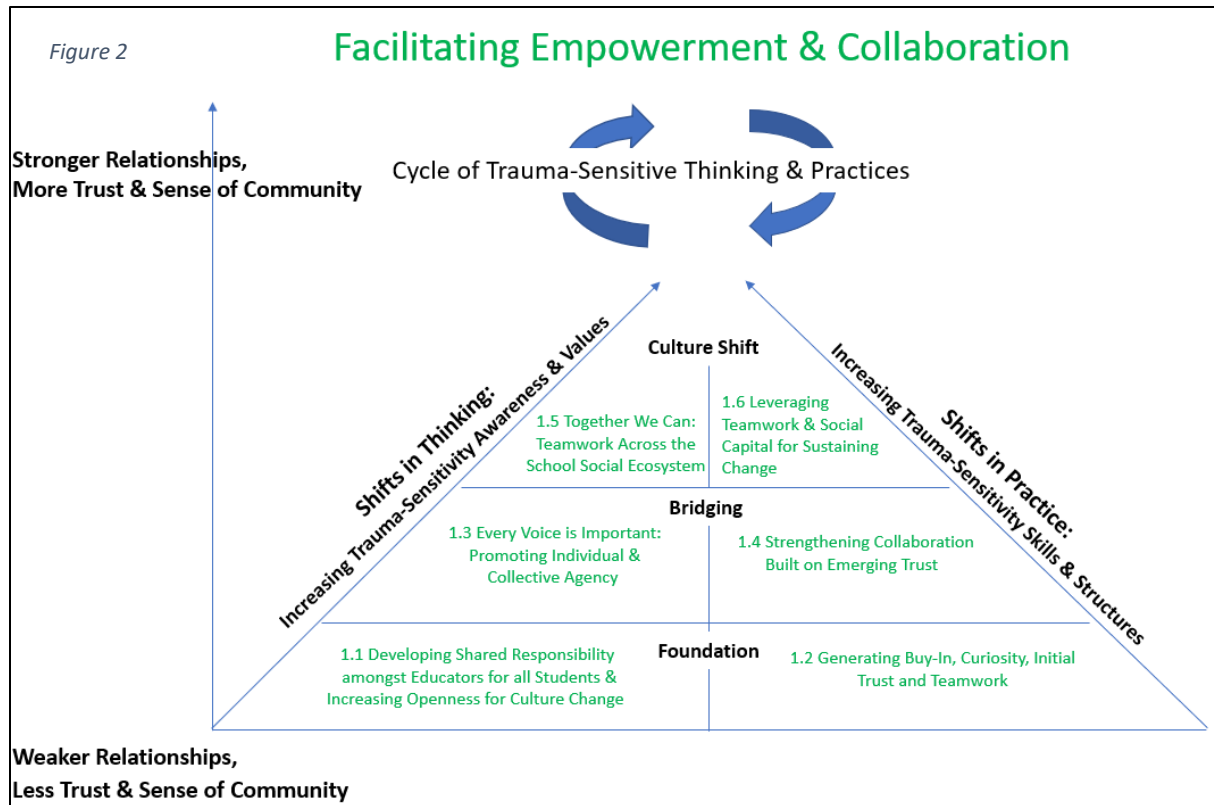 Figure 2
Facilitating Empowerment & Collaboration
Stronger Relationships,
More Trust & Sense of Community
Cycle of Trauma-Sensitive Thinking & Practices
Shifts in Thinking:
Increasing Trauma-Sensitivity Awareness & Values
Shifts in Practice:
Increasing Trauma-Sensitivity Skills & Structures
Culture Shift
1.5 Together We Can:
Teamwork Across the
School Social Ecosystem
1.6 Leveraging
Teamwork & Social
Capital for Sustaining
Change
Bridging
1.3 Every Voice is Important:
Promoting Individual &
Collective Agency
1.4 Strengthening Collaboration
Built on Emerging Trust
Foundation
1.1 Developing Shared Responsibility
amongst Educators for all Students &
Increasing Openness for Culture Change
1.2 Generating Buy-In, Curiosity, Initial
Trust and Teamwork
Weaker Relationships,
Less Trust & Sense of Community